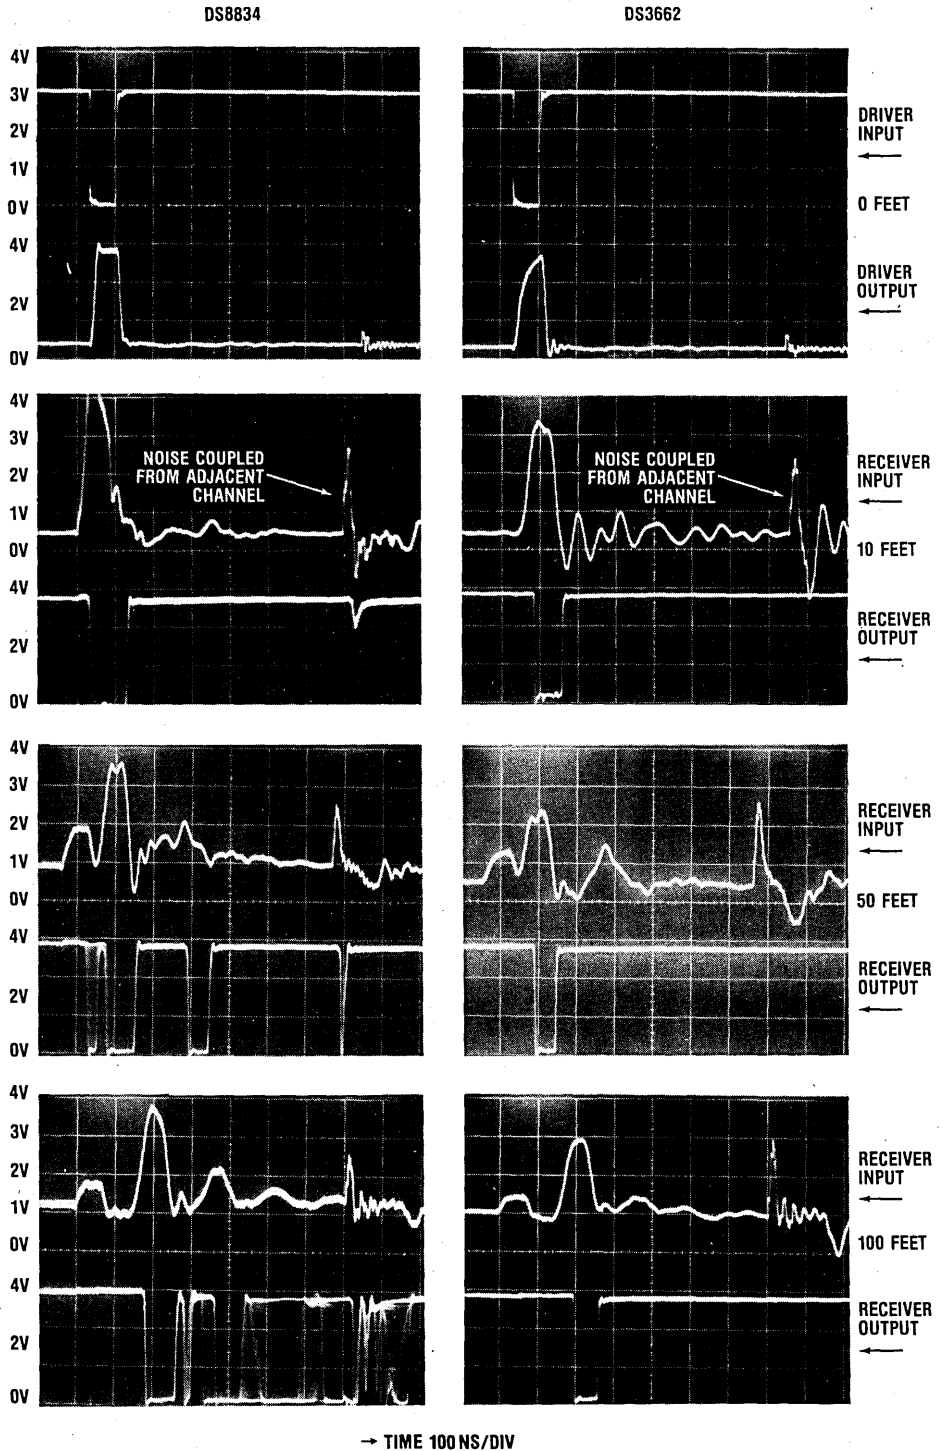 DS8834
DS3662
4V
3V
2V
1V
0V
4V
2V
0V
DRIVER
INPUT
←
0 FEET
DRIVER
OUTPUT
←
4V
3V
2V
1V
0V
4V
2V
0V
NOISE COUPLED
FROM ADJACENT
CHANNEL
NOISE COUPLED
FROM ADJACENT
CHANNEL
RECEIVER
INPUT
←
10 FEET
RECEIVER
OUTPUT
←
4V
3V
2V
1V
0V
4V
2V
0V
RECEIVER
INPUT
←
50 FEET
RECEIVER
OUTPUT
←
4V
3V
2V
1V
0V
4V
2V
0V
RECEIVER
INPUT
←
100 FEET
RECEIVER
OUTPUT
←
→ TIME 100 NS/DIV